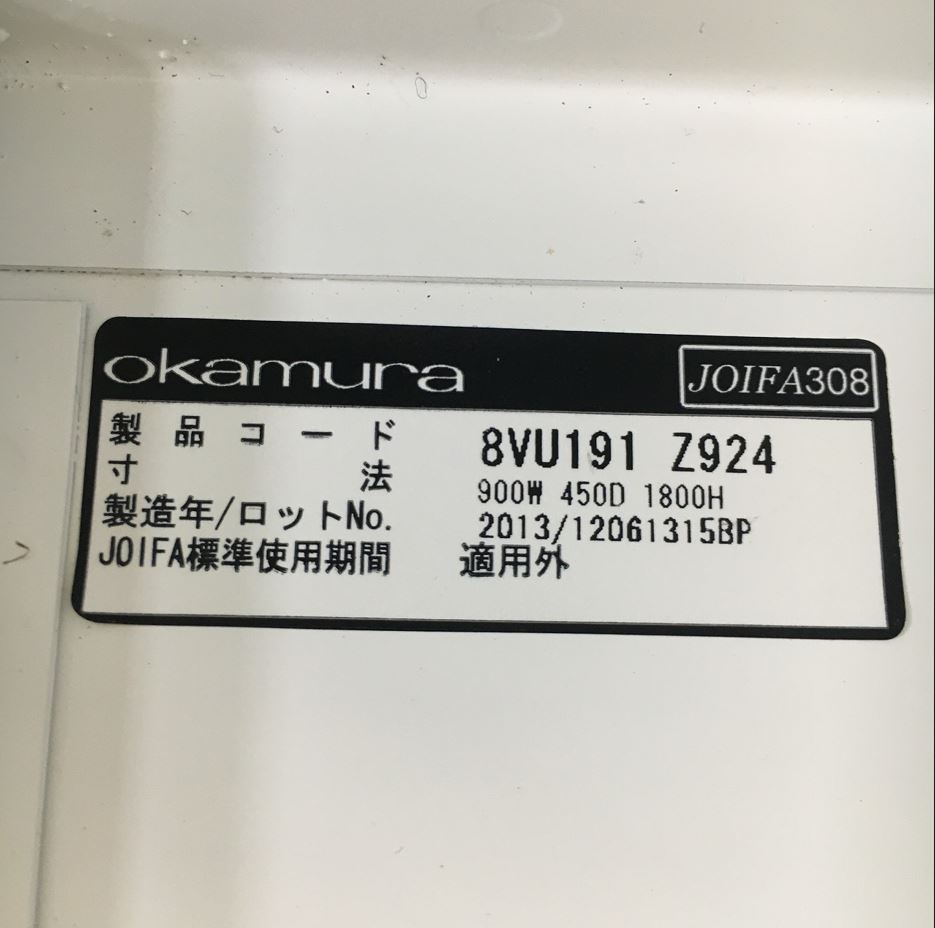 okamura JOIFA308
製品コード 8VU191 Z924
寸法 900W 450D 1800H
製造年/ロットNo. 2013/12061315BP
JOIFA標準使用期間 適用外